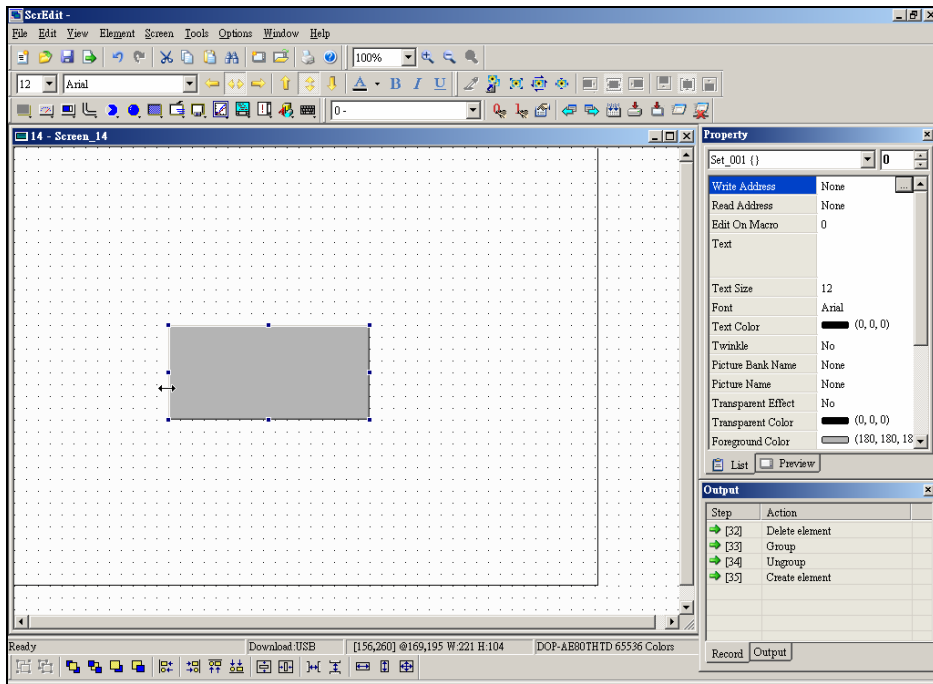 ScrEdit -
File Edit View Element Screen Tools Options Window Help
100%
12 Arial A B I U
0 -
14 - Screen_14
Property
Set_001 {} 0
Write Address None ...
Read Address None
Edit On Macro 0
Text
Text Size 12
Font Arial
Text Color (0, 0, 0)
Twinkle No
Picture Bank Name None
Picture Name None
Transparent Effect No
Transparent Color (0, 0, 0)
Foreground Color (180, 180, 18
List Preview
Output
Step Action
[32] Delete element
[33] Group
[34] Ungroup
[35] Create element
Record Output
Ready Download:USB [156,260] @169,195 W:221 H:104 DOP-AE80THTD 65536 Colors